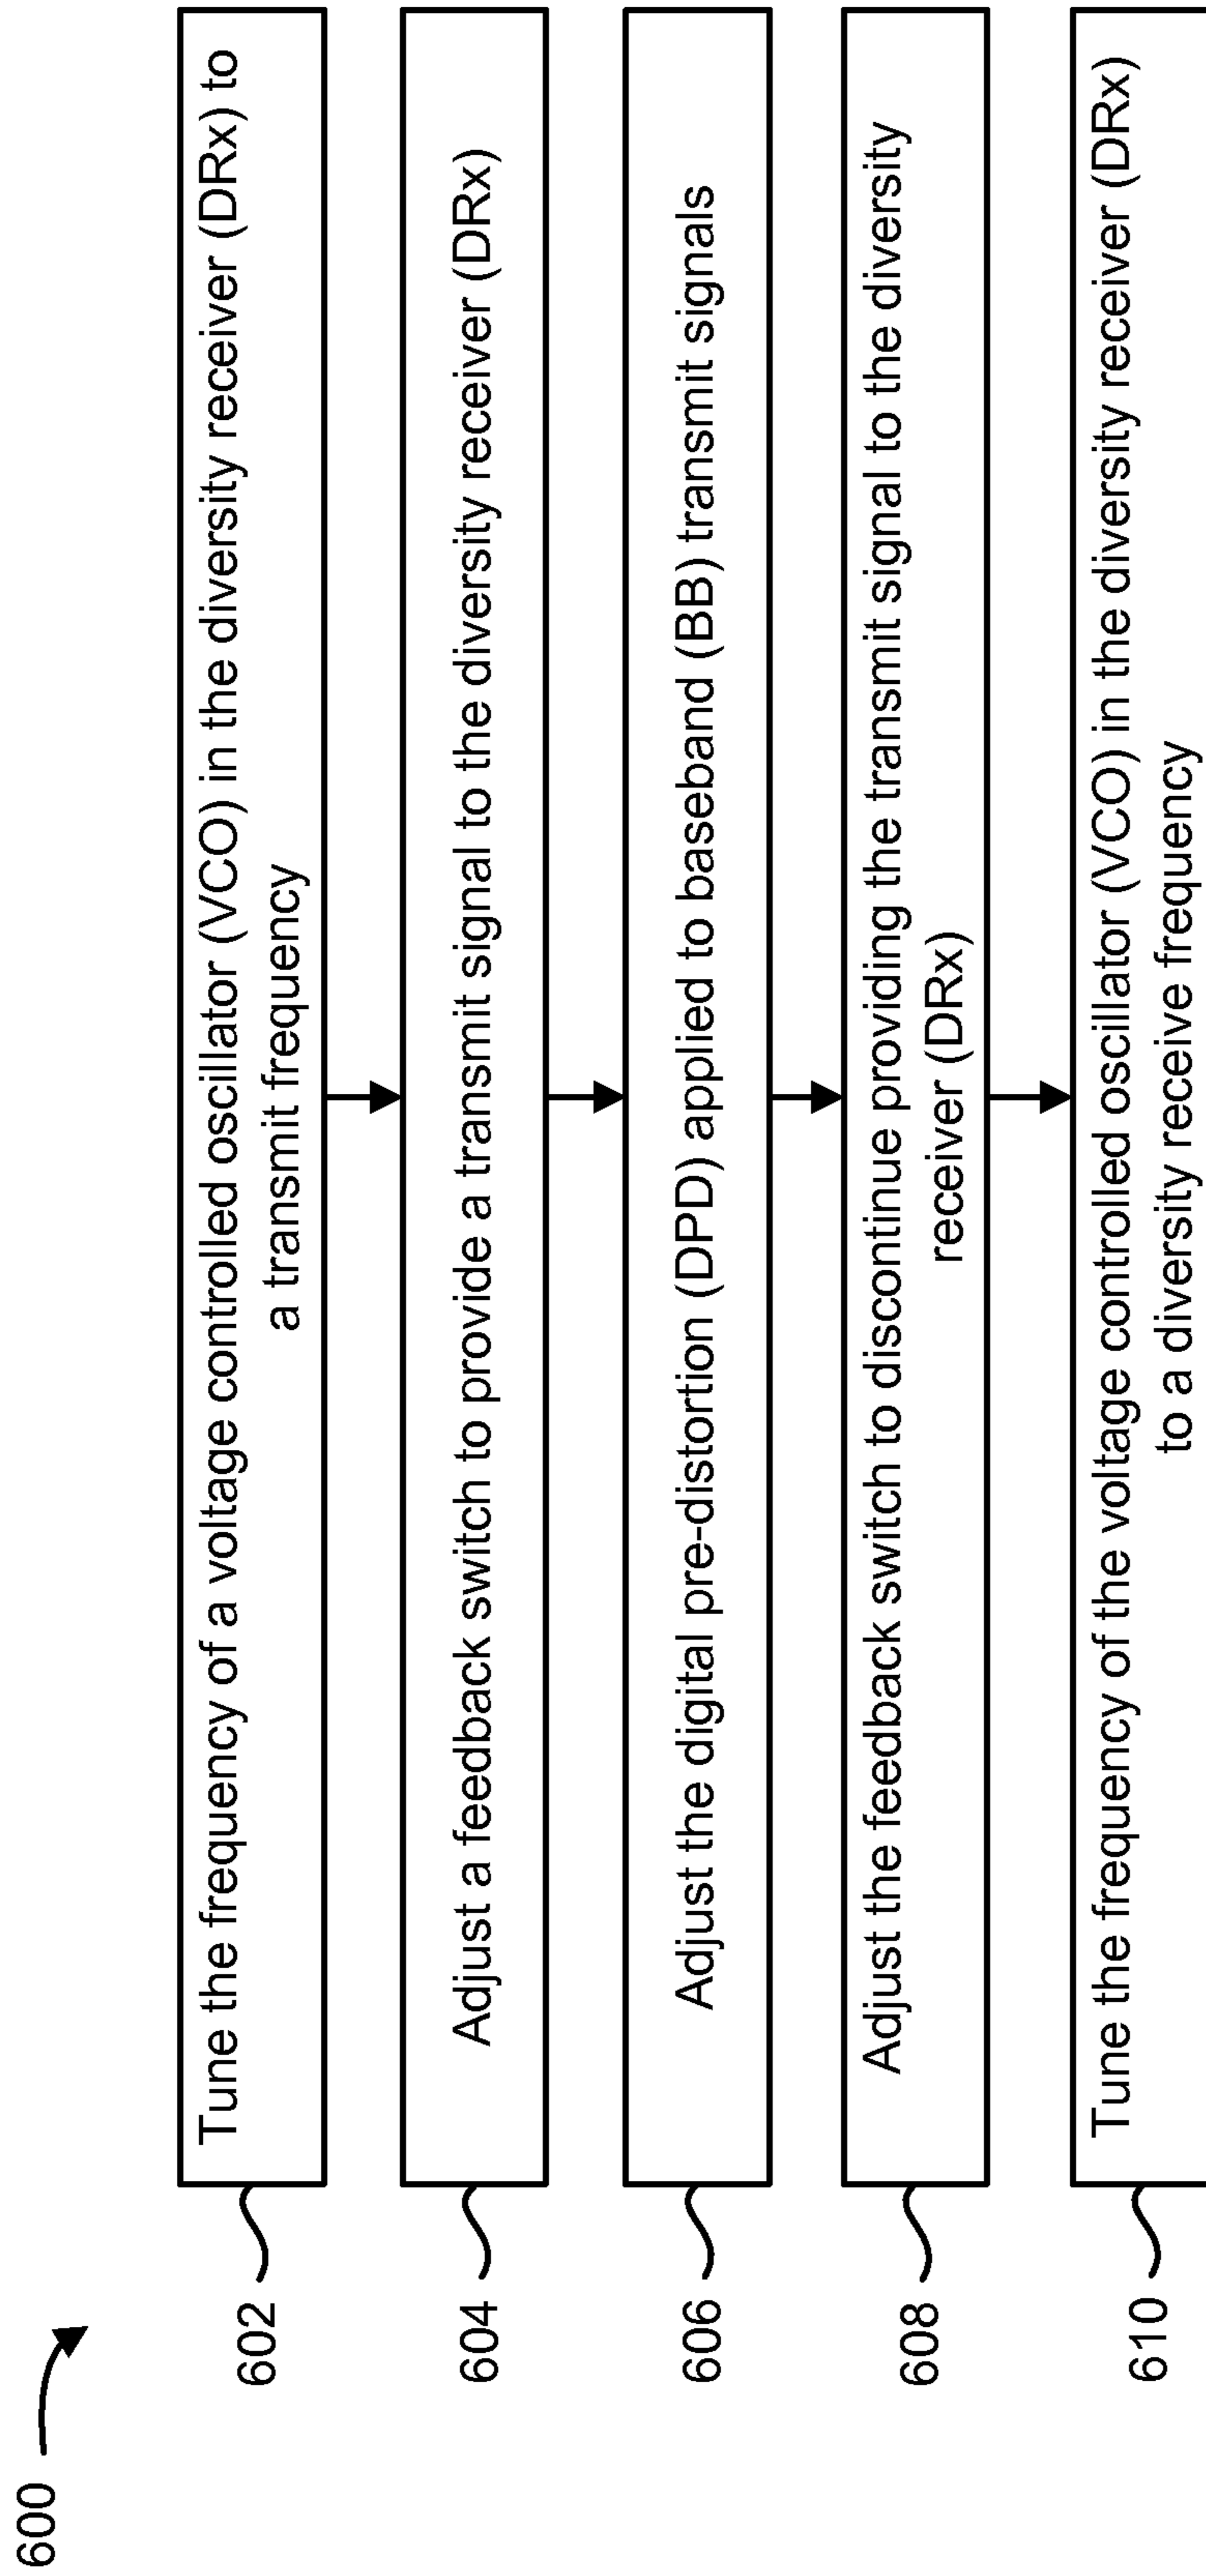 600
602
Tune the frequency of a voltage controlled oscillator (VCO) in the diversity receiver (DRx) to
a transmit frequency
604
Adjust a feedback switch to provide a transmit signal to the diversity receiver (DRx)
606
Adjust the digital pre-distortion (DPD) applied to baseband (BB) transmit signals
608
Adjust the feedback switch to discontinue providing the transmit signal to the diversity
receiver (DRx)
610
Tune the frequency of the voltage controlled oscillator (VCO) in the diversity receiver (DRx)
to a diversity receive frequency